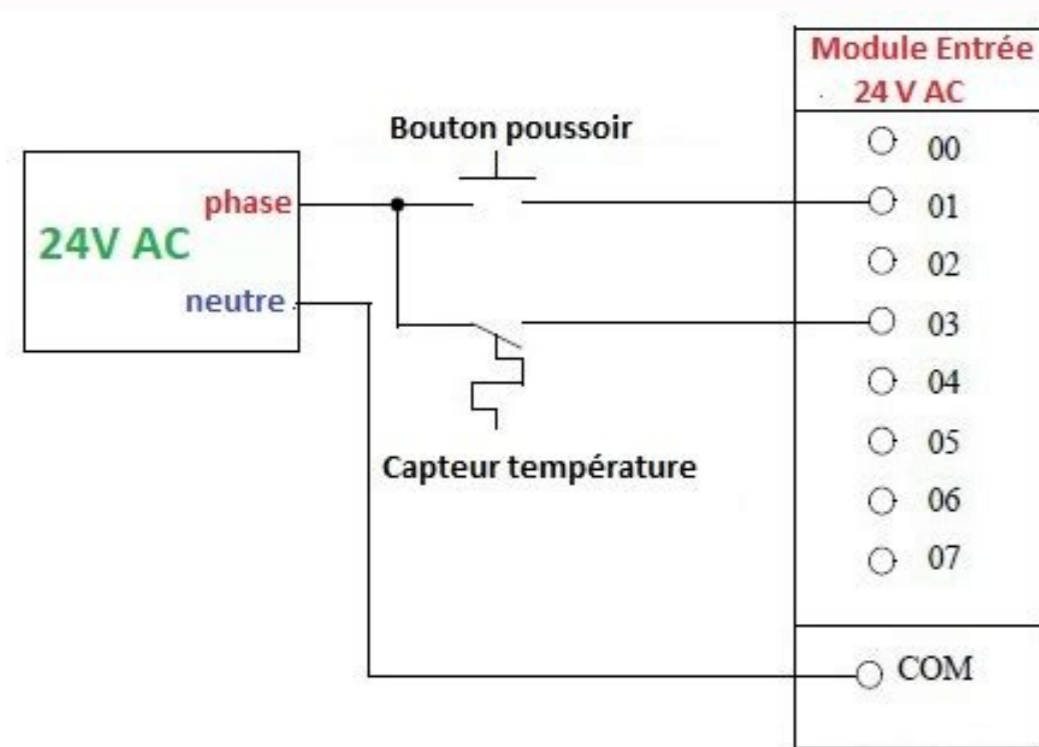 Module Entrée
24 V AC
Bouton poussoir
00
phase
01
24V AC
02
neutre
03
04
Capteur température
05
06
07
COM